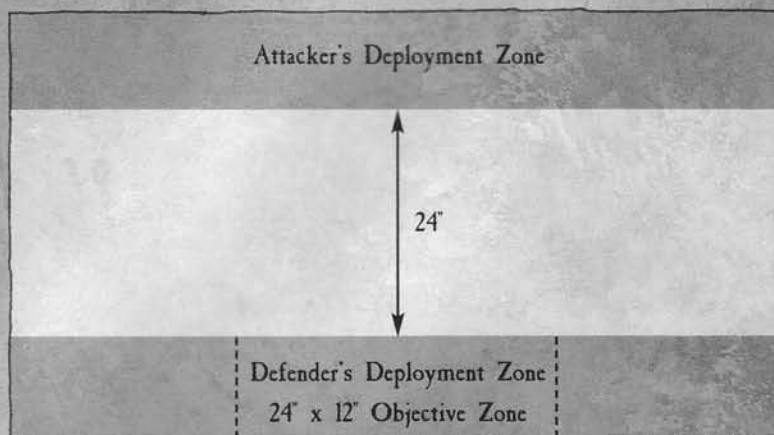 Attacker's Deployment Zone
24"
Defender's Deployment Zone
24" x 12" Objective Zone